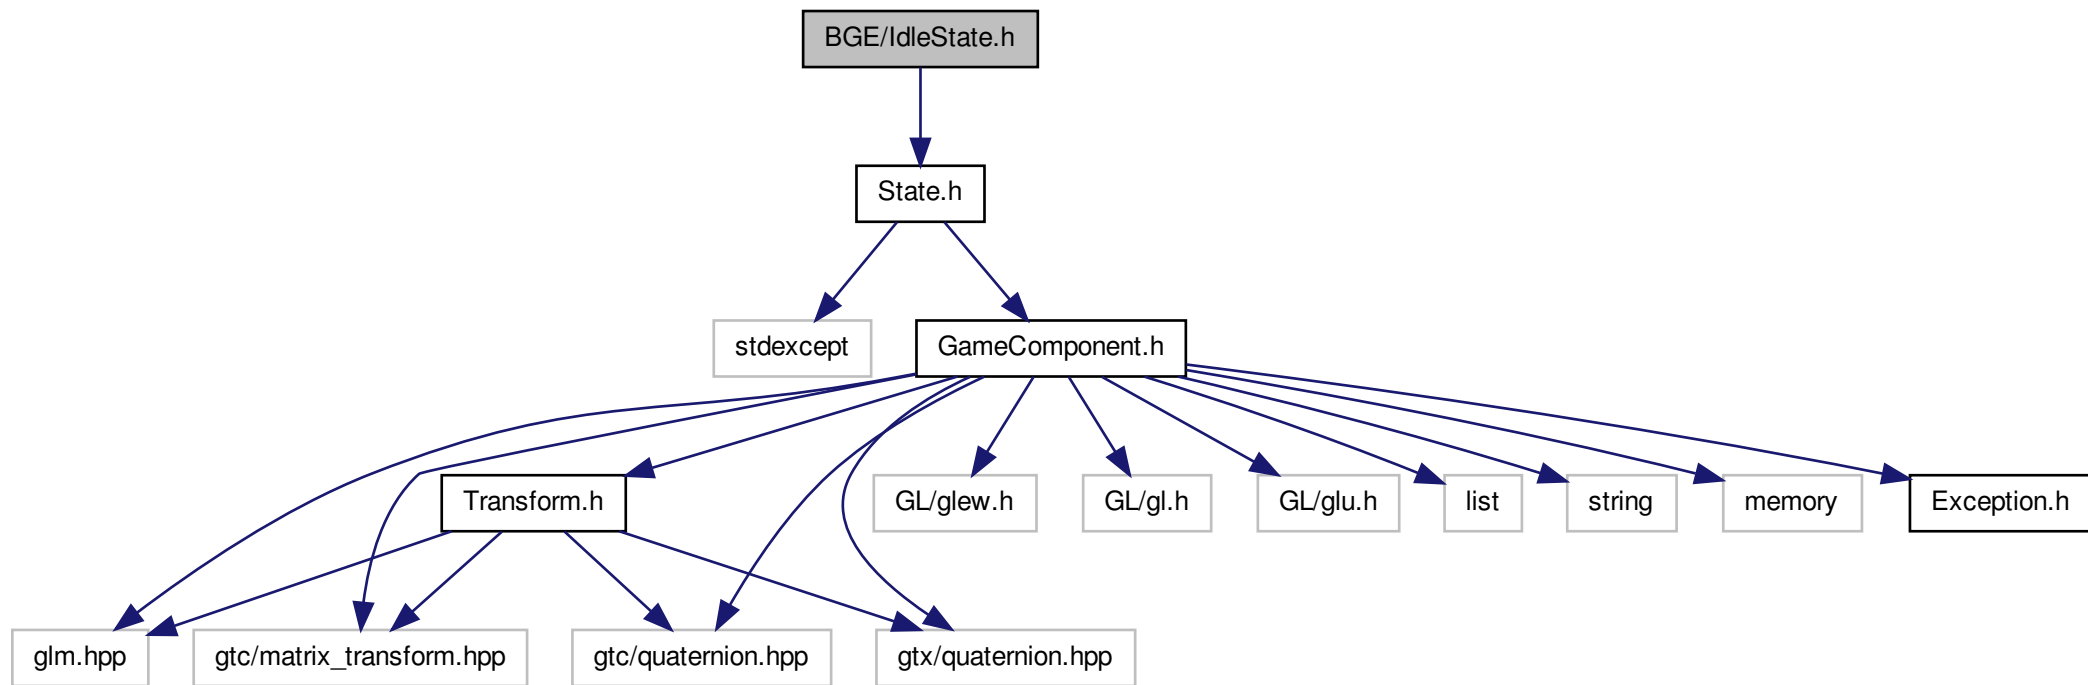 BGE/IdleState.h
State.h
stdexcept
GameComponent.h
Transform.h
GL/glew.h
GL/gl.h
GL/glu.h
list
string
memory
Exception.h
glm.hpp
gtc/matrix_transform.hpp
gtc/quaternion.hpp
gtx/quaternion.hpp